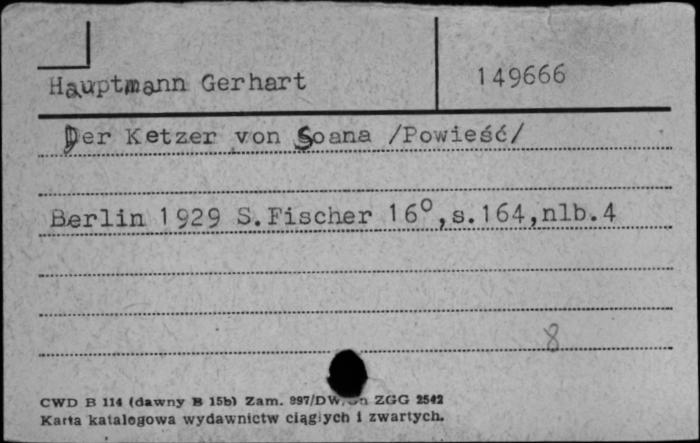 Hauptmann Gerhart
149666
Der Ketzer von Soana /Powieść/
Berlin 1929 S.Fischer 16°,s.164,nlb.4
8
CWD B 114 (dawny B 15b) Zam. 997/DW. ZGG 2542
Karta katalogowa wydawnictw ciągłych i zwartych.